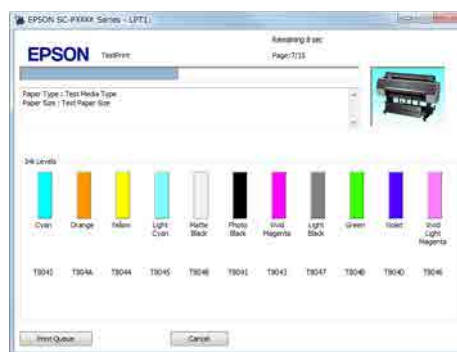 EPSON SC-PXXXX Series - LPT1:
Remaining 8 sec
EPSON TestPrint Page:7/15
Paper Type : Test Media Type
Paper Size : Test Paper Size
Ink Levels
Cyan Orange Yellow Light Cyan Matte Black Photo Black Vivid Magenta Light Black Green Violet Vivid Light Magenta
T804A T8044 T8045 T8048 T8041 T8043 T8047 T804B T804D T8046
Print Queue Cancel